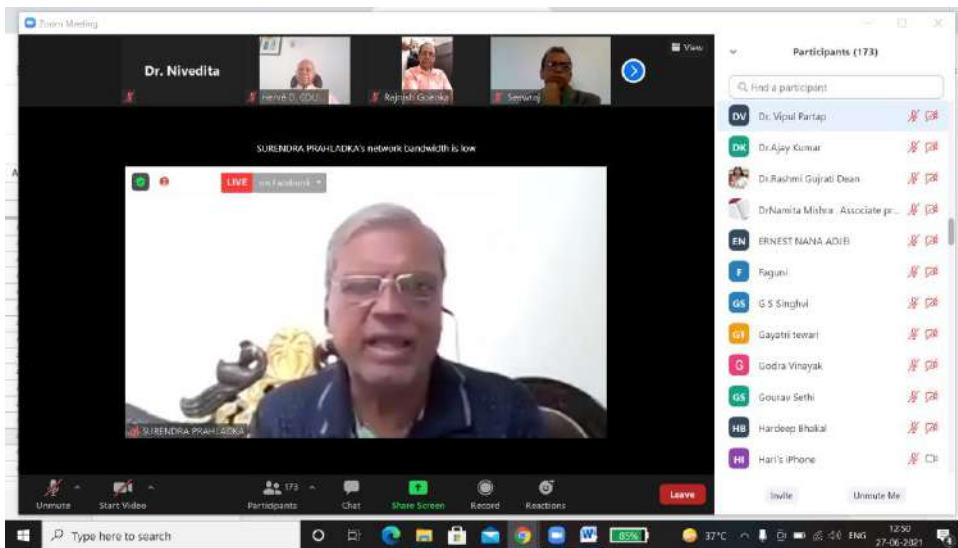 Zoom Meeting
Dr. Nivedita
Hervé D. GDU
Rajnish Goenka
Seewraj
View
SURENDRA PRAHLADKA's network bandwidth is low
LIVE on Facebook
SURENDRA PRAHLADKA
Unmute
Start Video
173
Participants
Chat
Share Screen
Record
Reactions
Leave
Participants (173)
Find a participant
DV Dr. Vipul Partap
DK Dr.Ajay Kumar
Dr.Rashmi Gujrati Dean
DrNamita Mishra , Associate pr...
EN ERNEST NANA ADJEI
F Faguni
GS G S Singhvi
GT Gayatri tewari
G Godra Vinayak
GS Gourav Sethi
HB Hardeep Bhakal
HI Hari's iPhone
Invite
Unmute Me
Type here to search
85%
37°C
ENG
12:50
27-06-2021